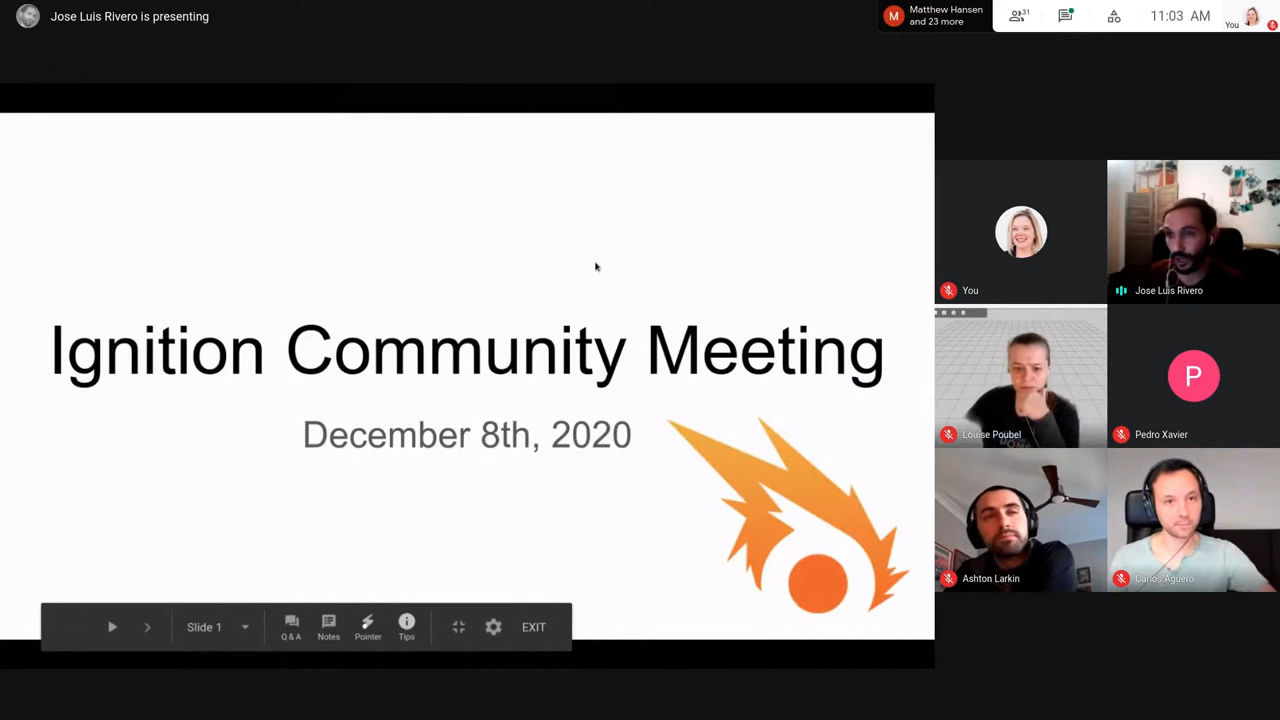 Jose Luis Rivero is presenting
M
Matthew Hansen
and 23 more
31
11:03 AM
You
Ignition Community Meeting
December 8th, 2020
Slide 1
Q & A
Notes
Pointer
Tips
EXIT
You
Jose Luis Rivero
Louise Poubel
P
Pedro Xavier
Ashton Larkin
Carlos Agüero